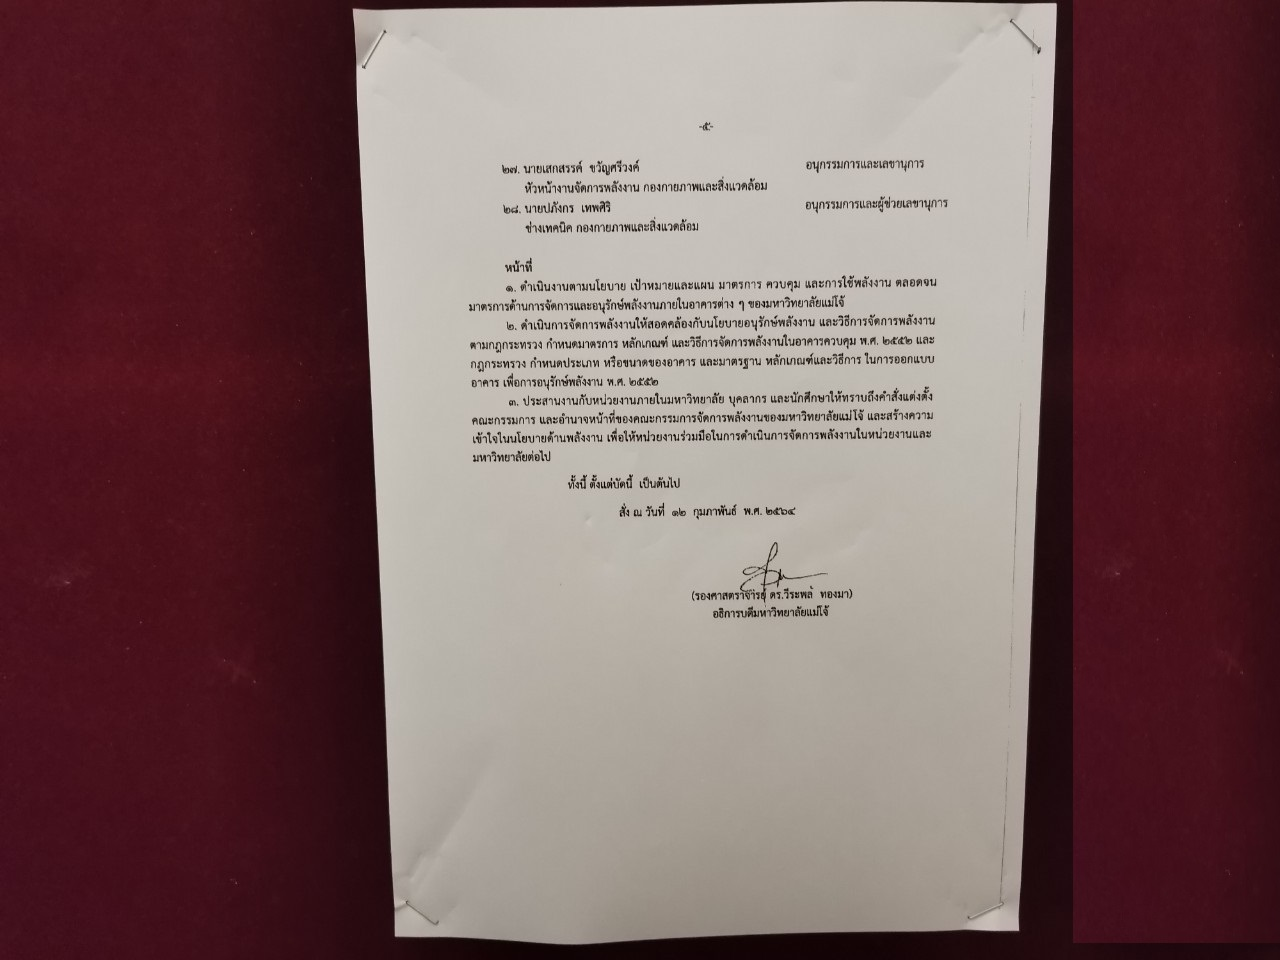 -๕-
๒๗. นายเสกสรรค์ ขวัญศรีวงค์ อนุกรรมการและเลขานุการ
หัวหน้างานจัดการพลังงาน กองกายภาพและสิ่งแวดล้อม
๒๘. นายปภังกร เทพศิริ อนุกรรมการและผู้ช่วยเลขานุการ
ช่างเทคนิค กองกายภาพและสิ่งแวดล้อม
หน้าที่
๑. ดำเนินงานตามนโยบาย เป้าหมายและแผน มาตรการ ควบคุม และการใช้พลังงาน ตลอดจน
มาตรการด้านการจัดการและอนุรักษ์พลังงานภายในอาคารต่าง ๆ ของมหาวิทยาลัยแม่โจ้
๒. ดำเนินการจัดการพลังงานให้สอดคล้องกับนโยบายอนุรักษ์พลังงาน และวิธีการจัดการพลังงาน
ตามกฎกระทรวง กำหนดมาตรการ หลักเกณฑ์ และวิธีการจัดการพลังงานในอาคารควบคุม พ.ศ. ๒๕๕๒ และ
กฎกระทรวง กำหนดประเภท หรือขนาดของอาคาร และมาตรฐาน หลักเกณฑ์และวิธีการ ในการออกแบบ
อาคาร เพื่อการอนุรักษ์พลังงาน พ.ศ. ๒๕๕๒
๓. ประสานงานกับหน่วยงานภายในมหาวิทยาลัย บุคลากร และนักศึกษาให้ทราบถึงคำสั่งแต่งตั้ง
คณะกรรมการ และอำนาจหน้าที่ของคณะกรรมการจัดการพลังงานของมหาวิทยาลัยแม่โจ้ และสร้างความ
เข้าใจในนโยบายด้านพลังงาน เพื่อให้หน่วยงานร่วมมือในการดำเนินการจัดการพลังงานในหน่วยงานและ
มหาวิทยาลัยต่อไป
ทั้งนี้ ตั้งแต่บัดนี้ เป็นต้นไป
สั่ง ณ วันที่ ๑๒ กุมภาพันธ์ พ.ศ. ๒๕๖๔
(รองศาสตราจารย์ ดร.วีระพล ทองมา)
อธิการบดีมหาวิทยาลัยแม่โจ้